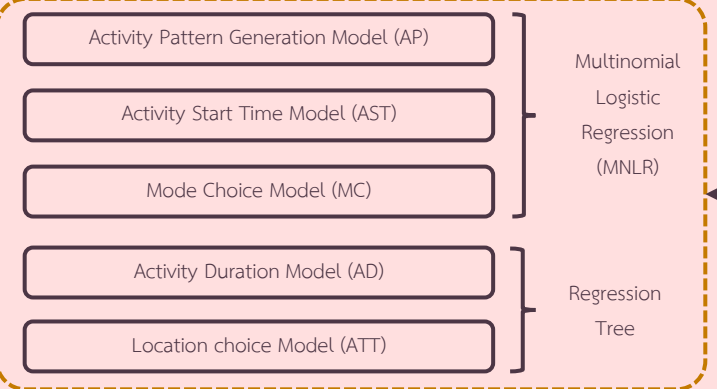 Activity Pattern Generation Model (AP)
Activity Start Time Model (AST)
Mode Choice Model (MC)
Multinomial
Logistic
Regression
(MNLR)
Activity Duration Model (AD)
Location choice Model (ATT)
Regression
Tree